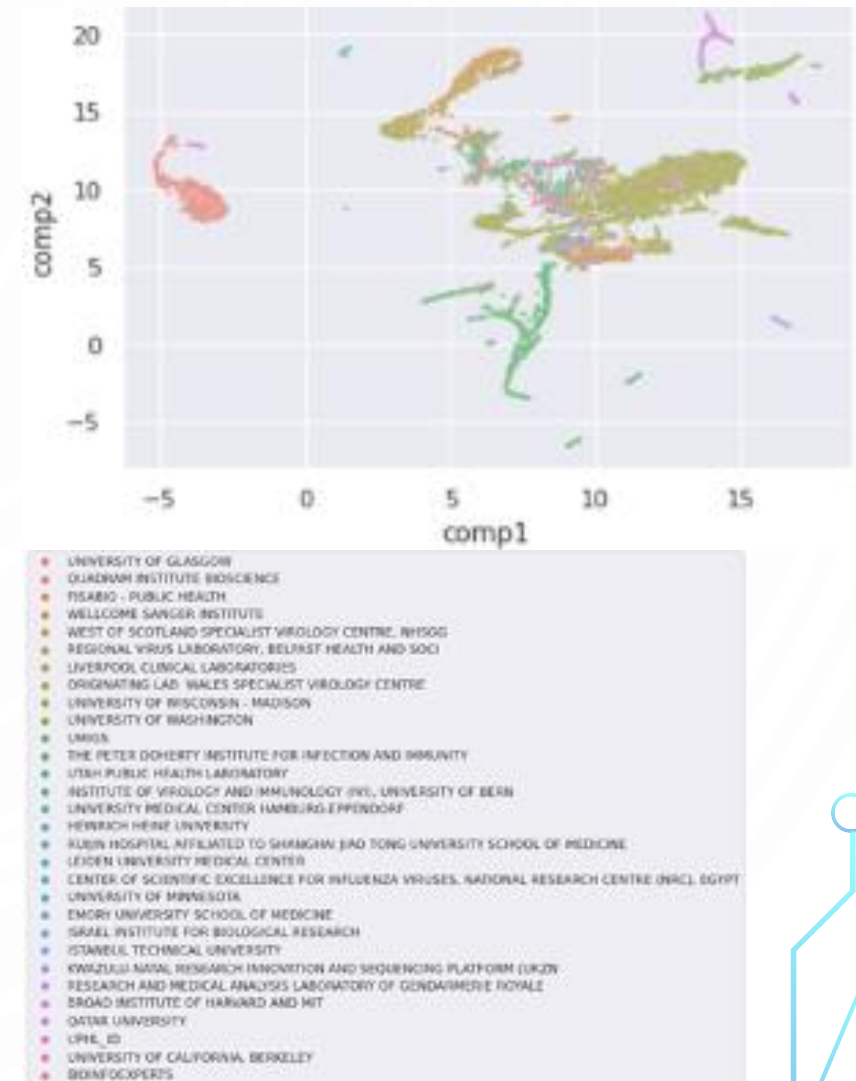 20
15
10
5
0
−5
comp2
−5 0 5 10 15
comp1
UNIVERSITY OF GLASGOW
QUADRAM INSTITUTE BIOSCIENCE
FISABIO - PUBLIC HEALTH
WELLCOME SANGER INSTITUTE
WEST OF SCOTLAND SPECIALIST VIROLOGY CENTRE, NHSGG
REGIONAL VIRUS LABORATORY, BELFAST HEALTH AND SOCI
LIVERPOOL CLINICAL LABORATORIES
ORIGINATING LAB: WALES SPECIALIST VIROLOGY CENTRE
UNIVERSITY OF WISCONSIN - MADISON
UNIVERSITY OF WASHINGTON
UMIGS
THE PETER DOHERTY INSTITUTE FOR INFECTION AND IMMUNITY
UTAH PUBLIC HEALTH LABORATORY
INSTITUTE OF VIROLOGY AND IMMUNOLOGY (IVI), UNIVERSITY OF BERN
UNIVERSITY MEDICAL CENTER HAMBURG-EPPENDORF
HEINRICH HEINE UNIVERSITY
RUIJIN HOSPITAL AFFILIATED TO SHANGHAI JIAO TONG UNIVERSITY SCHOOL OF MEDICINE
LEIDEN UNIVERSITY MEDICAL CENTER
CENTER OF SCIENTIFIC EXCELLENCE FOR INFLUENZA VIRUSES, NATIONAL RESEARCH CENTRE (NRC), EGYPT
UNIVERSITY OF MINNESOTA
EMORY UNIVERSITY SCHOOL OF MEDICINE
ISRAEL INSTITUTE FOR BIOLOGICAL RESEARCH
ISTANBUL TECHNICAL UNIVERSITY
KWAZULU-NATAL RESEARCH INNOVATION AND SEQUENCING PLATFORM (UKZN
RESEARCH AND MEDICAL ANALYSIS LABORATORY OF GENDARMERIE ROYALE
BROAD INSTITUTE OF HARVARD AND MIT
QATAR UNIVERSITY
UPHL_ID
UNIVERSITY OF CALIFORNIA, BERKELEY
BIOINFOEXPERTS